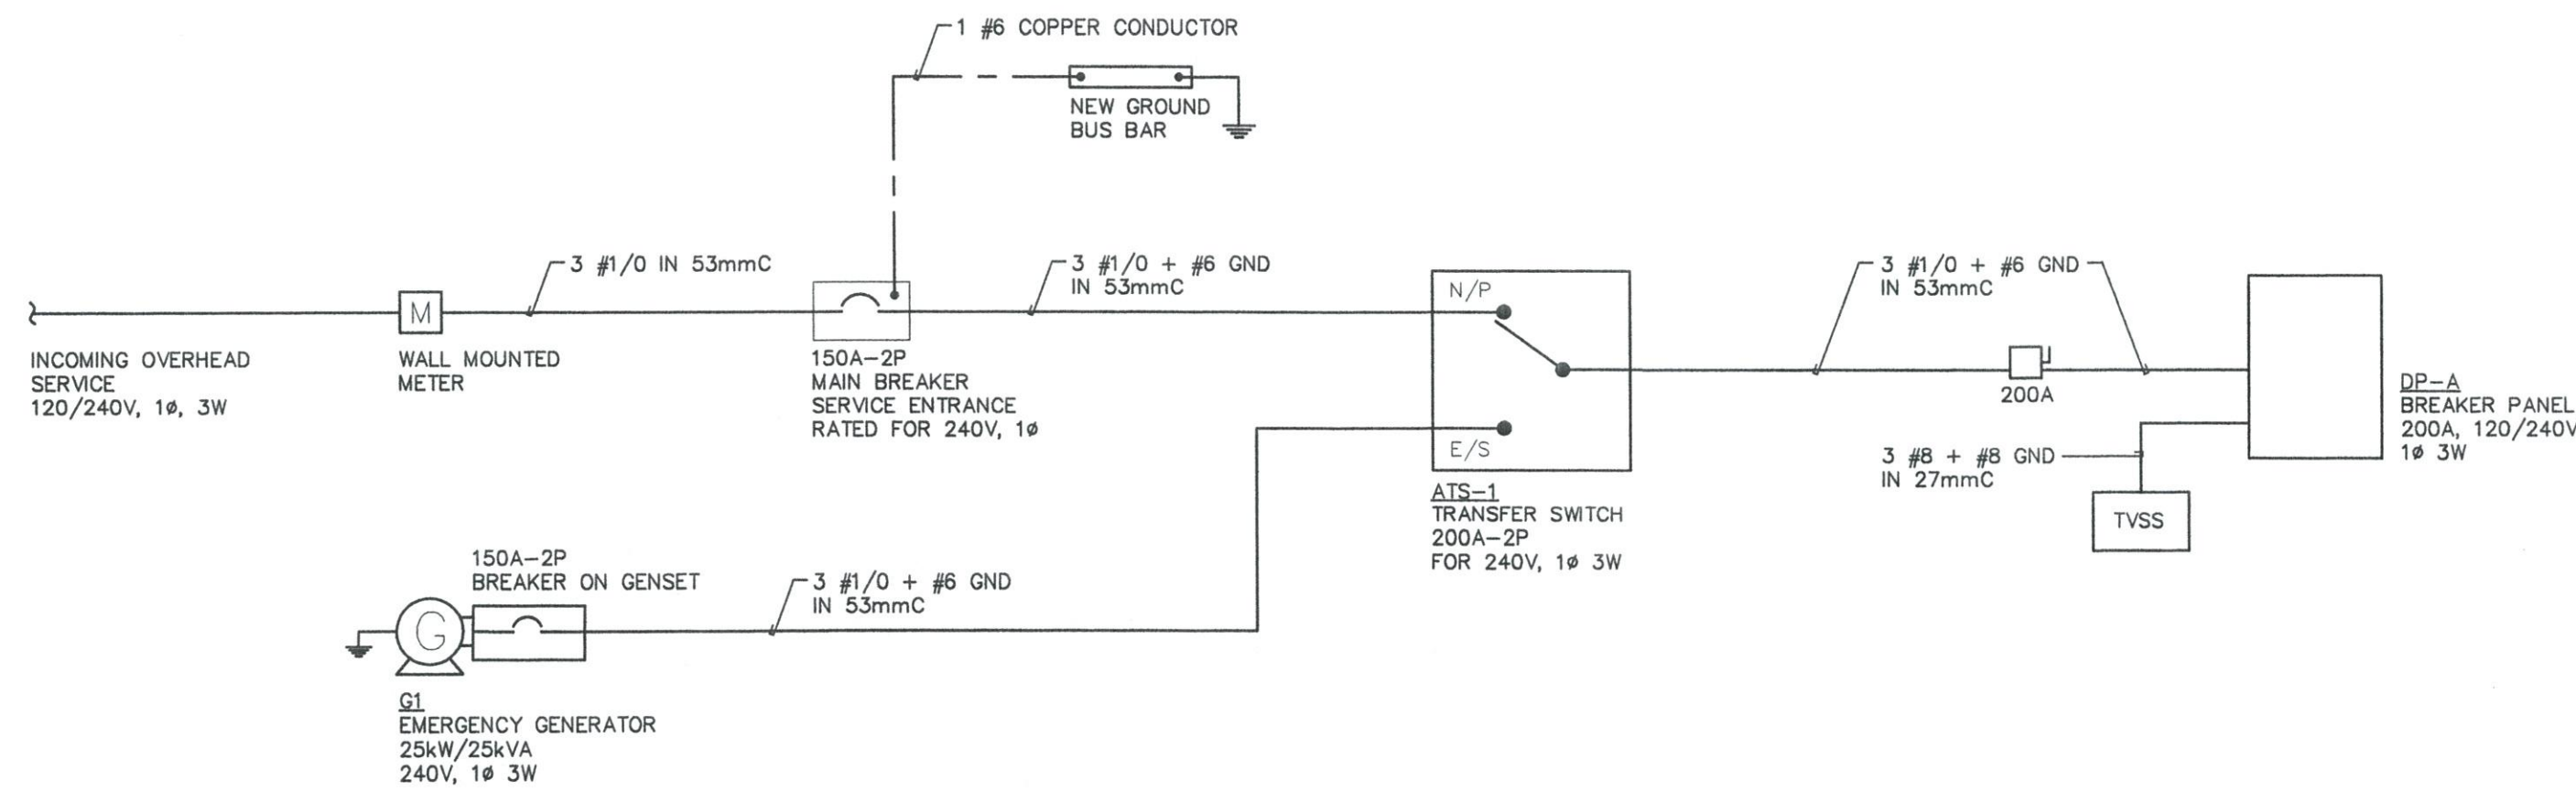 1 #6 COPPER CONDUCTOR
NEW GROUND
BUS BAR
3 #1/0 IN 53mmC
3 #1/0 + #6 GND
IN 53mmC
3 #1/0 + #6 GND
IN 53mmC
M
N/P
INCOMING OVERHEAD
SERVICE
120/240V, 1ø, 3W
WALL MOUNTED
METER
150A-2P
MAIN BREAKER
SERVICE ENTRANCE
RATED FOR 240V, 1ø
200A
DP-A
BREAKER PANEL
200A, 120/240V
1ø 3W
E/S
3 #8 + #8 GND
IN 27mmC
ATS-1
TRANSFER SWITCH
200A-2P
FOR 240V, 1ø 3W
TVSS
150A-2P
BREAKER ON GENSET
3 #1/0 + #6 GND
IN 53mmC
G
G1
EMERGENCY GENERATOR
25kW/25kVA
240V, 1ø 3W